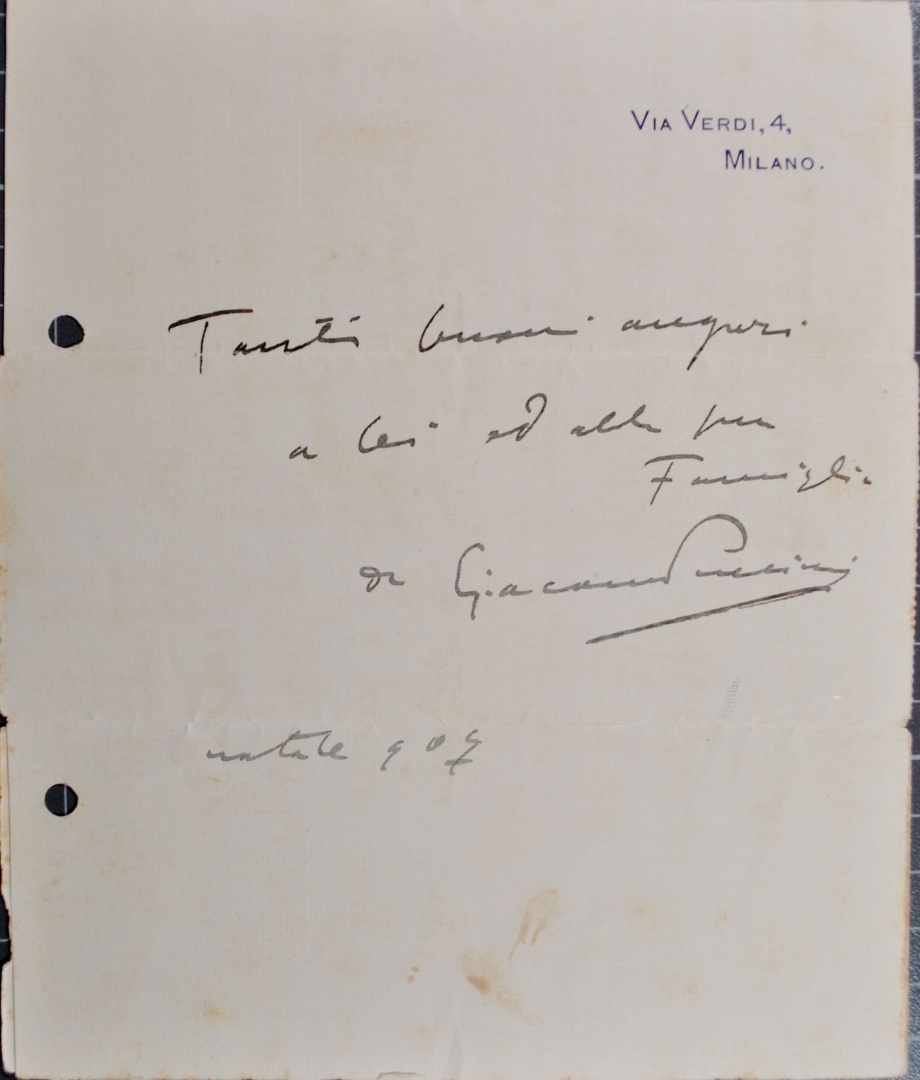 VIA VERDI, 4,
MILANO.
Tanti buoni auguri
a Lei ed alla sua
Famiglia
da Giacomo Puccini
natale 907